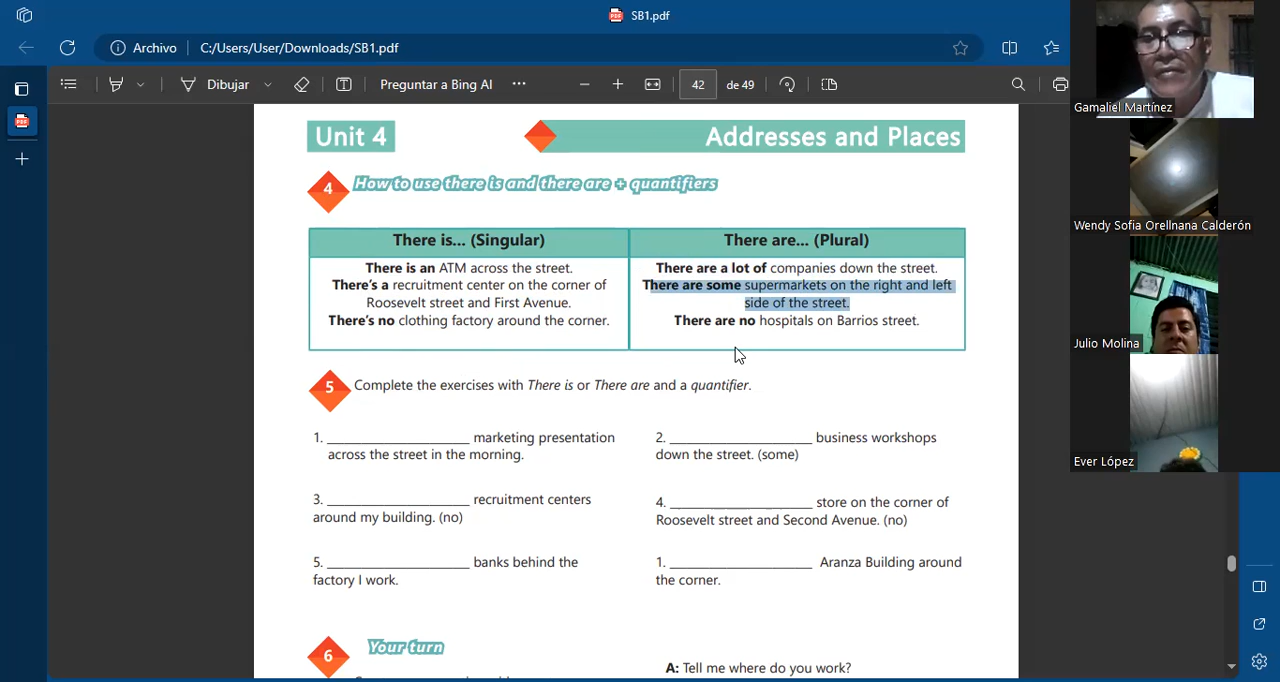 SB1.pdf
Archivo
C:/Users/User/Downloads/SB1.pdf
Dibujar
Preguntar a Bing AI
42
de 49
Unit 4
Addresses and Places
4
How to use there is and there are + quantifiers
There is... (Singular)
There is an ATM across the street.
There's a recruitment center on the corner of
Roosevelt street and First Avenue.
There's no clothing factory around the corner.
There are... (Plural)
There are a lot of companies down the street.
There are some supermarkets on the right and left
side of the street.
There are no hospitals on Barrios street.
5
Complete the exercises with There is or There are and a quantifier.
1. ____________________ marketing presentation
across the street in the morning.
2. ____________________ business workshops
down the street. (some)
3. ____________________ recruitment centers
around my building. (no)
4. ____________________ store on the corner of
Roosevelt street and Second Avenue. (no)
5. ____________________ banks behind the
factory I work.
1. ____________________ Aranza Building around
the corner.
6
Your turn
A: Tell me where do you work?
Gamaliel Martínez
Wendy Sofia Orellnana Calderón
Julio Molina
Ever López